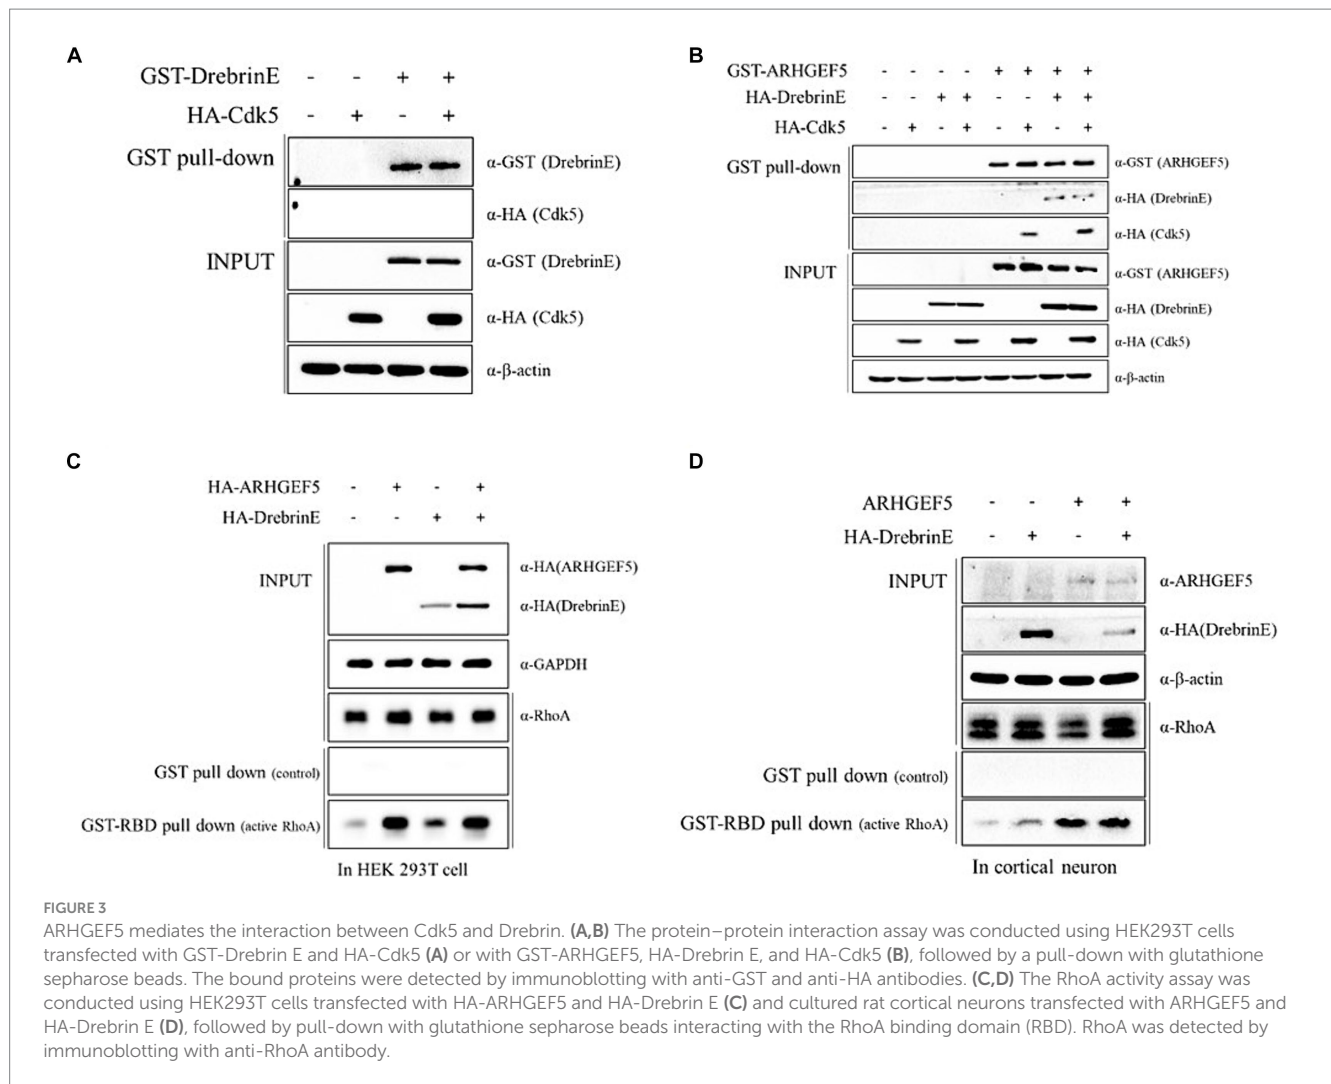 A
GST-DrebrinE - - + +
HA-Cdk5 - + - +
GST pull-down
α-GST (DrebrinE)
α-HA (Cdk5)
INPUT
α-GST (DrebrinE)
α-HA (Cdk5)
α-β-actin
B
GST-ARHGEF5 - - - - + + + +
HA-DrebrinE - - + + - - + +
HA-Cdk5 - + - + - + - +
GST pull-down
α-GST (ARHGEF5)
α-HA (DrebrinE)
α-HA (Cdk5)
INPUT
α-GST (ARHGEF5)
α-HA (DrebrinE)
α-HA (Cdk5)
α-β-actin
C
HA-ARHGEF5 - + - +
HA-DrebrinE - - + +
INPUT
α-HA(ARHGEF5)
α-HA(DrebrinE)
α-GAPDH
α-RhoA
GST pull down (control)
GST-RBD pull down (active RhoA)
In HEK 293T cell
D
ARHGEF5 - - + +
HA-DrebrinE - + - +
INPUT
α-ARHGEF5
α-HA(DrebrinE)
α-β-actin
α-RhoA
GST pull down (control)
GST-RBD pull down (active RhoA)
In cortical neuron
FIGURE 3
ARHGEF5 mediates the interaction between Cdk5 and Drebrin. (A,B) The protein–protein interaction assay was conducted using HEK293T cells
transfected with GST-Drebrin E and HA-Cdk5 (A) or with GST-ARHGEF5, HA-Drebrin E, and HA-Cdk5 (B), followed by a pull-down with glutathione
sepharose beads. The bound proteins were detected by immunoblotting with anti-GST and anti-HA antibodies. (C,D) The RhoA activity assay was
conducted using HEK293T cells transfected with HA-ARHGEF5 and HA-Drebrin E (C) and cultured rat cortical neurons transfected with ARHGEF5 and
HA-Drebrin E (D), followed by pull-down with glutathione sepharose beads interacting with the RhoA binding domain (RBD). RhoA was detected by
immunoblotting with anti-RhoA antibody.